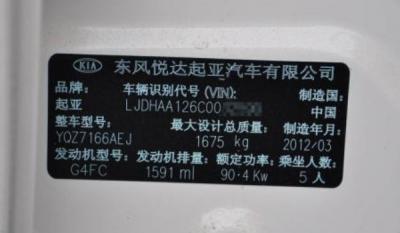 KIA 东风悦达起亚汽车有限公司
品牌: 车辆识别代号 (VIN): 制造国:
起亚 LJDHAA126C00 中国
整车型号: 最大设计总质量: 制造年月:
YQZ7166AEJ 1675 kg 2012/03
发动机型号: 发动机排量: 额定功率: 乘坐人数:
G4FC 1591 ml 90.4 Kw 5 人